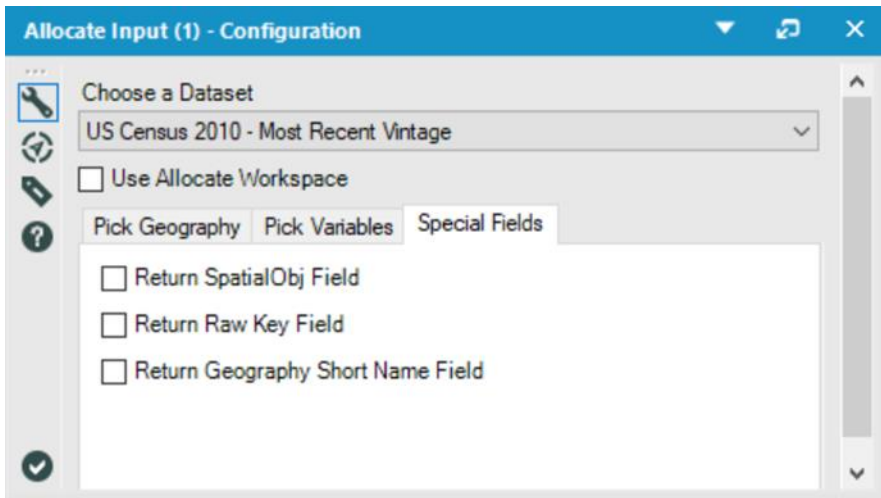 Allocate Input (1) - Configuration
Choose a Dataset
US Census 2010 - Most Recent Vintage
Use Allocate Workspace
Pick Geography Pick Variables Special Fields
Return SpatialObj Field
Return Raw Key Field
Return Geography Short Name Field